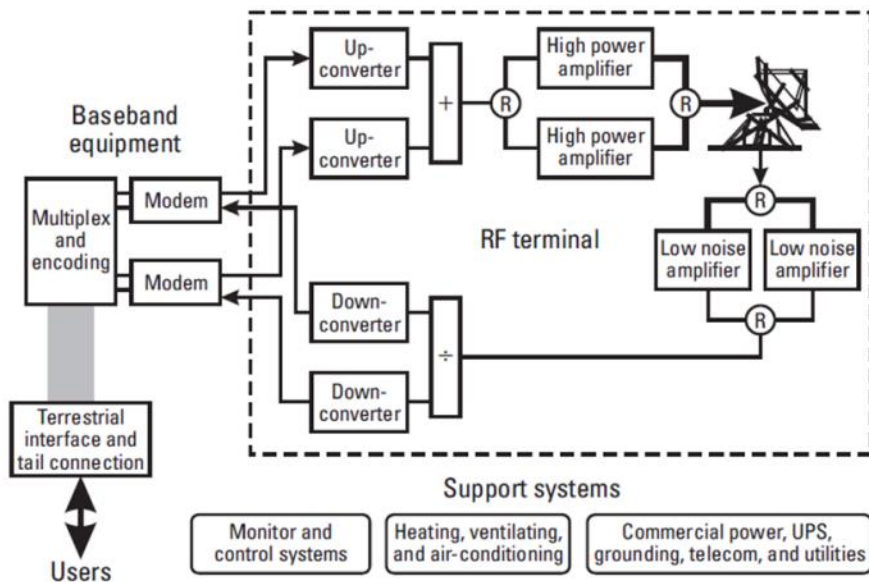 Up-
converter
High power
amplifier
+
R
R
Baseband
equipment
Up-
converter
High power
amplifier
Multiplex
and
encoding
Modem
R
RF terminal
Low noise
amplifier
Low noise
amplifier
Modem
Down-
converter
R
÷
Down-
converter
Terrestrial
interface and
tail connection
Support systems
Monitor and
control systems
Heating, ventilating,
and air-conditioning
Commercial power, UPS,
grounding, telecom, and utilities
Users